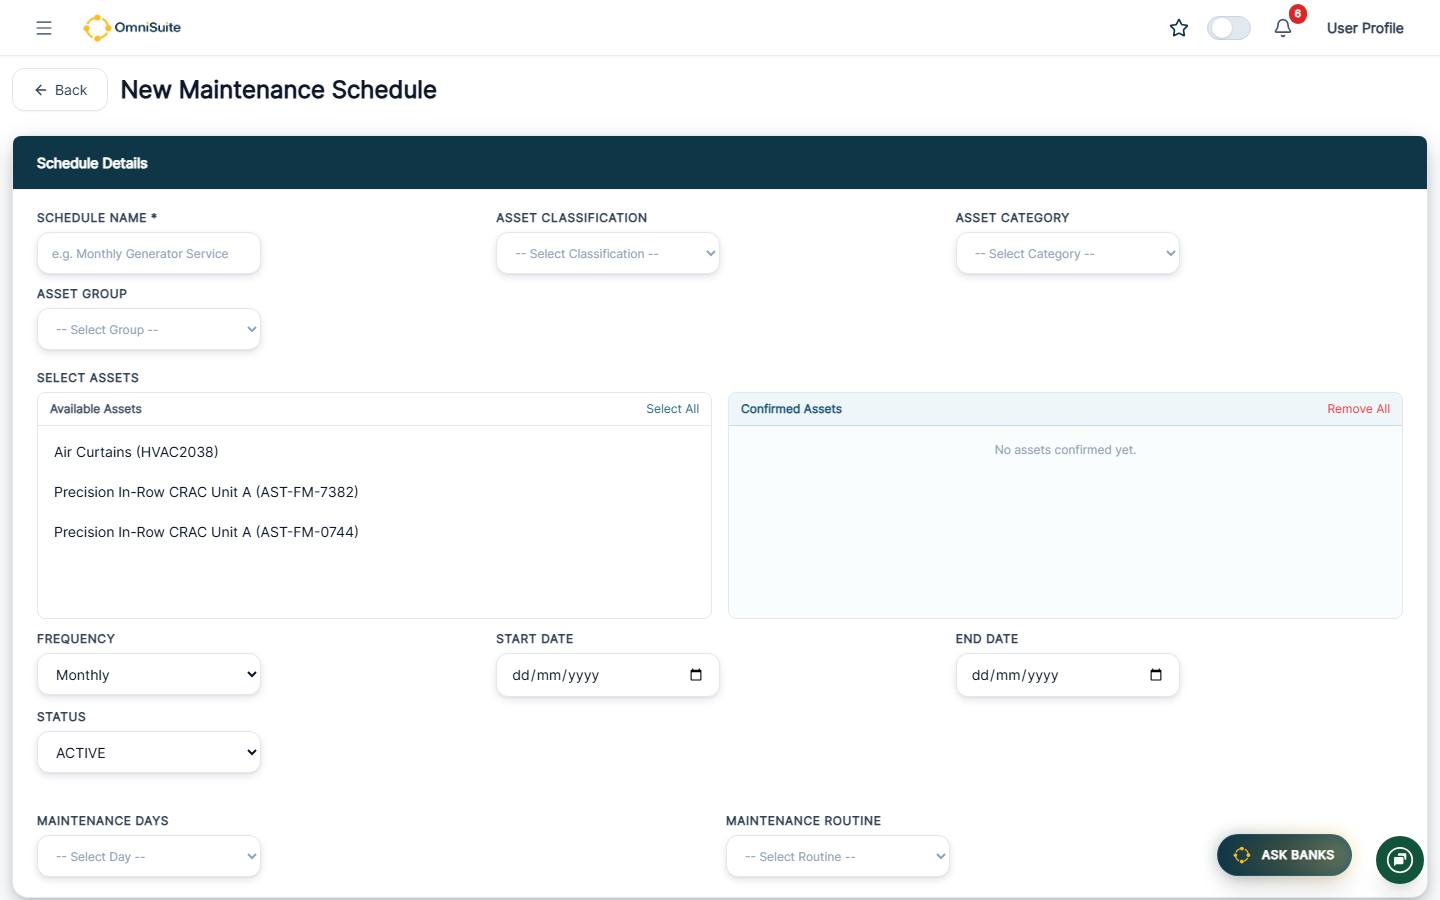 OmniSuite
6
User Profile
Back
New Maintenance Schedule
Schedule Details
SCHEDULE NAME *
ASSET CLASSIFICATION
ASSET CATEGORY
e.g. Monthly Generator Service
-- Select Classification --
-- Select Category --
ASSET GROUP
-- Select Group --
SELECT ASSETS
Available Assets
Select All
Confirmed Assets
Remove All
Air Curtains (HVAC2038)
No assets confirmed yet.
Precision In-Row CRAC Unit A (AST-FM-7382)
Precision In-Row CRAC Unit A (AST-FM-0744)
FREQUENCY
START DATE
END DATE
Monthly
dd/mm/yyyy
dd/mm/yyyy
STATUS
ACTIVE
MAINTENANCE DAYS
MAINTENANCE ROUTINE
-- Select Day --
-- Select Routine --
ASK BANKS